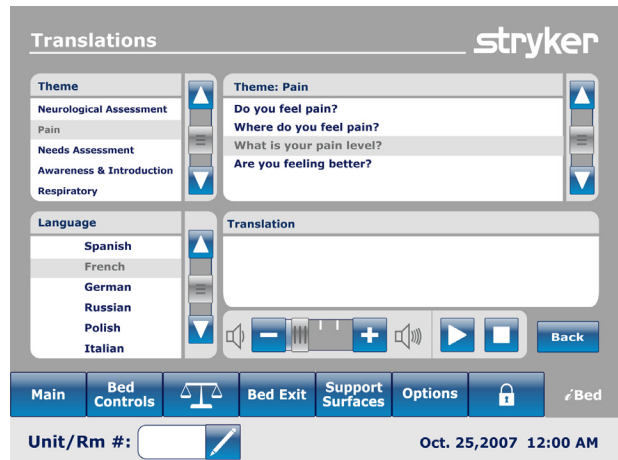 Translations
stryker
Theme
Neurological Assessment
Pain
Needs Assessment
Awareness & Introduction
Respiratory
Theme: Pain
Do you feel pain?
Where do you feel pain?
What is your pain level?
Are you feeling better?
Language
Spanish
French
German
Russian
Polish
Italian
Translation
Back
Main
Bed
Controls
Bed Exit
Support
Surfaces
Options
iBed
Unit/Rm #:
Oct. 25,2007 12:00 AM